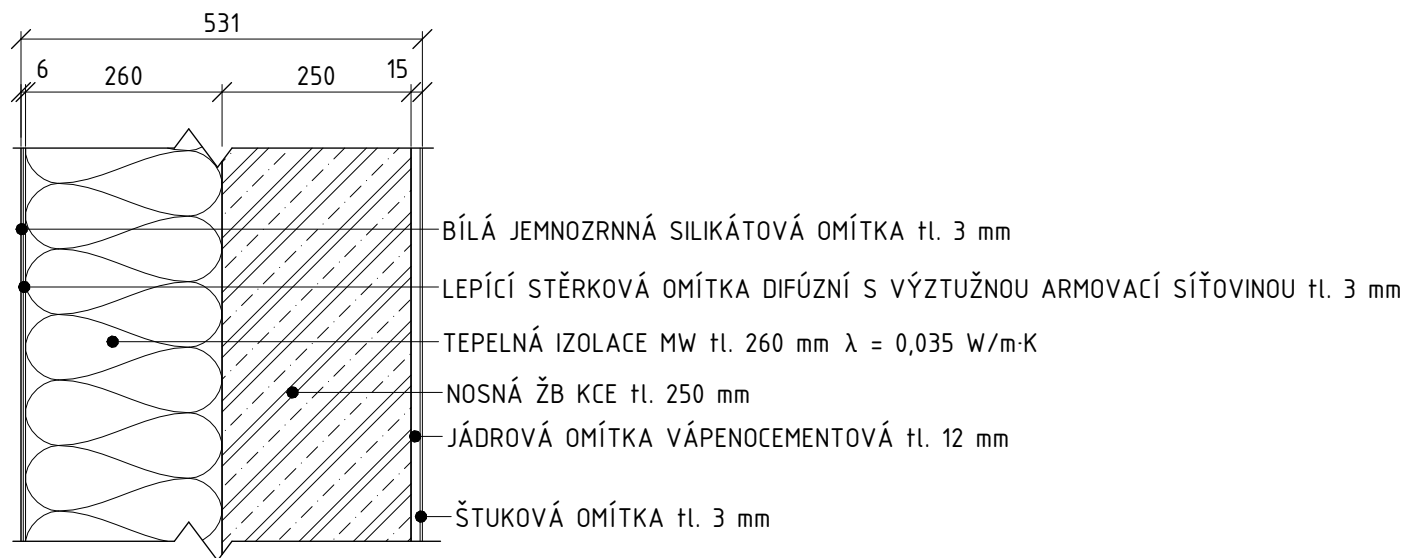 531
6 260 250 15
BÍLÁ JEMNOZRNNÁ SILIKÁTOVÁ OMÍTKA tl. 3 mm
LEPÍCÍ STĚRKOVÁ OMÍTKA DIFÚZNÍ S VÝZTUŽNOU ARMOVACÍ SÍŤOVINOU tl. 3 mm
TEPELNÁ IZOLACE MW tl. 260 mm λ = 0,035 W/m·K
NOSNÁ ŽB KCE tl. 250 mm
JÁDROVÁ OMÍTKA VÁPENOCEMENTOVÁ tl. 12 mm
ŠTUKOVÁ OMÍTKA tl. 3 mm